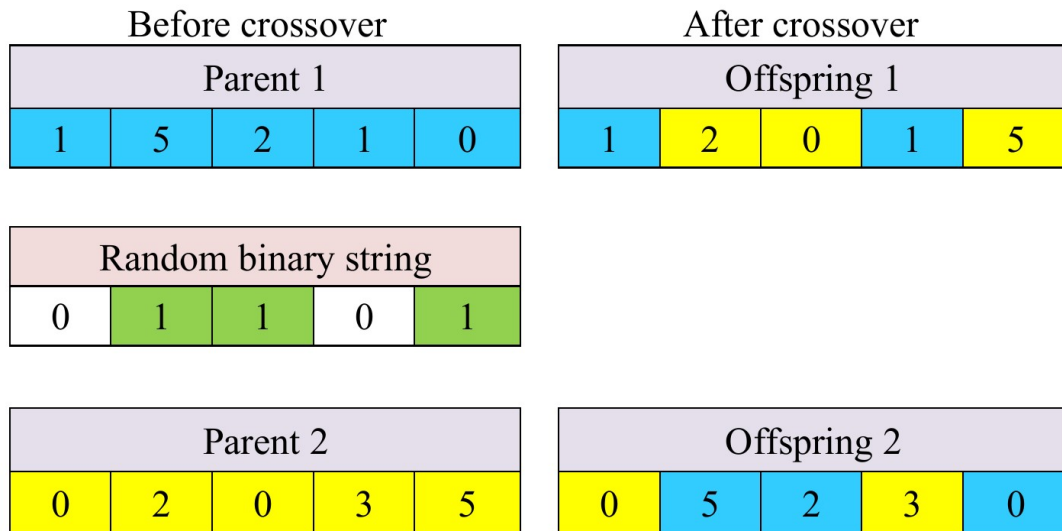 Before crossover
After crossover
Parent 1
Offspring 1
1 5 2 1 0
1 2 0 1 5
Random binary string
0 1 1 0 1
Parent 2
Offspring 2
0 2 0 3 5
0 5 2 3 0